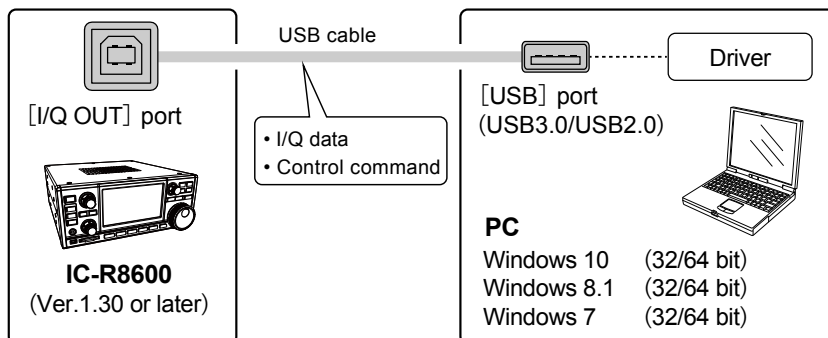 USB cable
[I/Q OUT] port
• I/Q data
• Control command
IC-R8600
(Ver.1.30 or later)
Driver
[USB] port
(USB3.0/USB2.0)
PC
Windows 10 (32/64 bit)
Windows 8.1 (32/64 bit)
Windows 7 (32/64 bit)